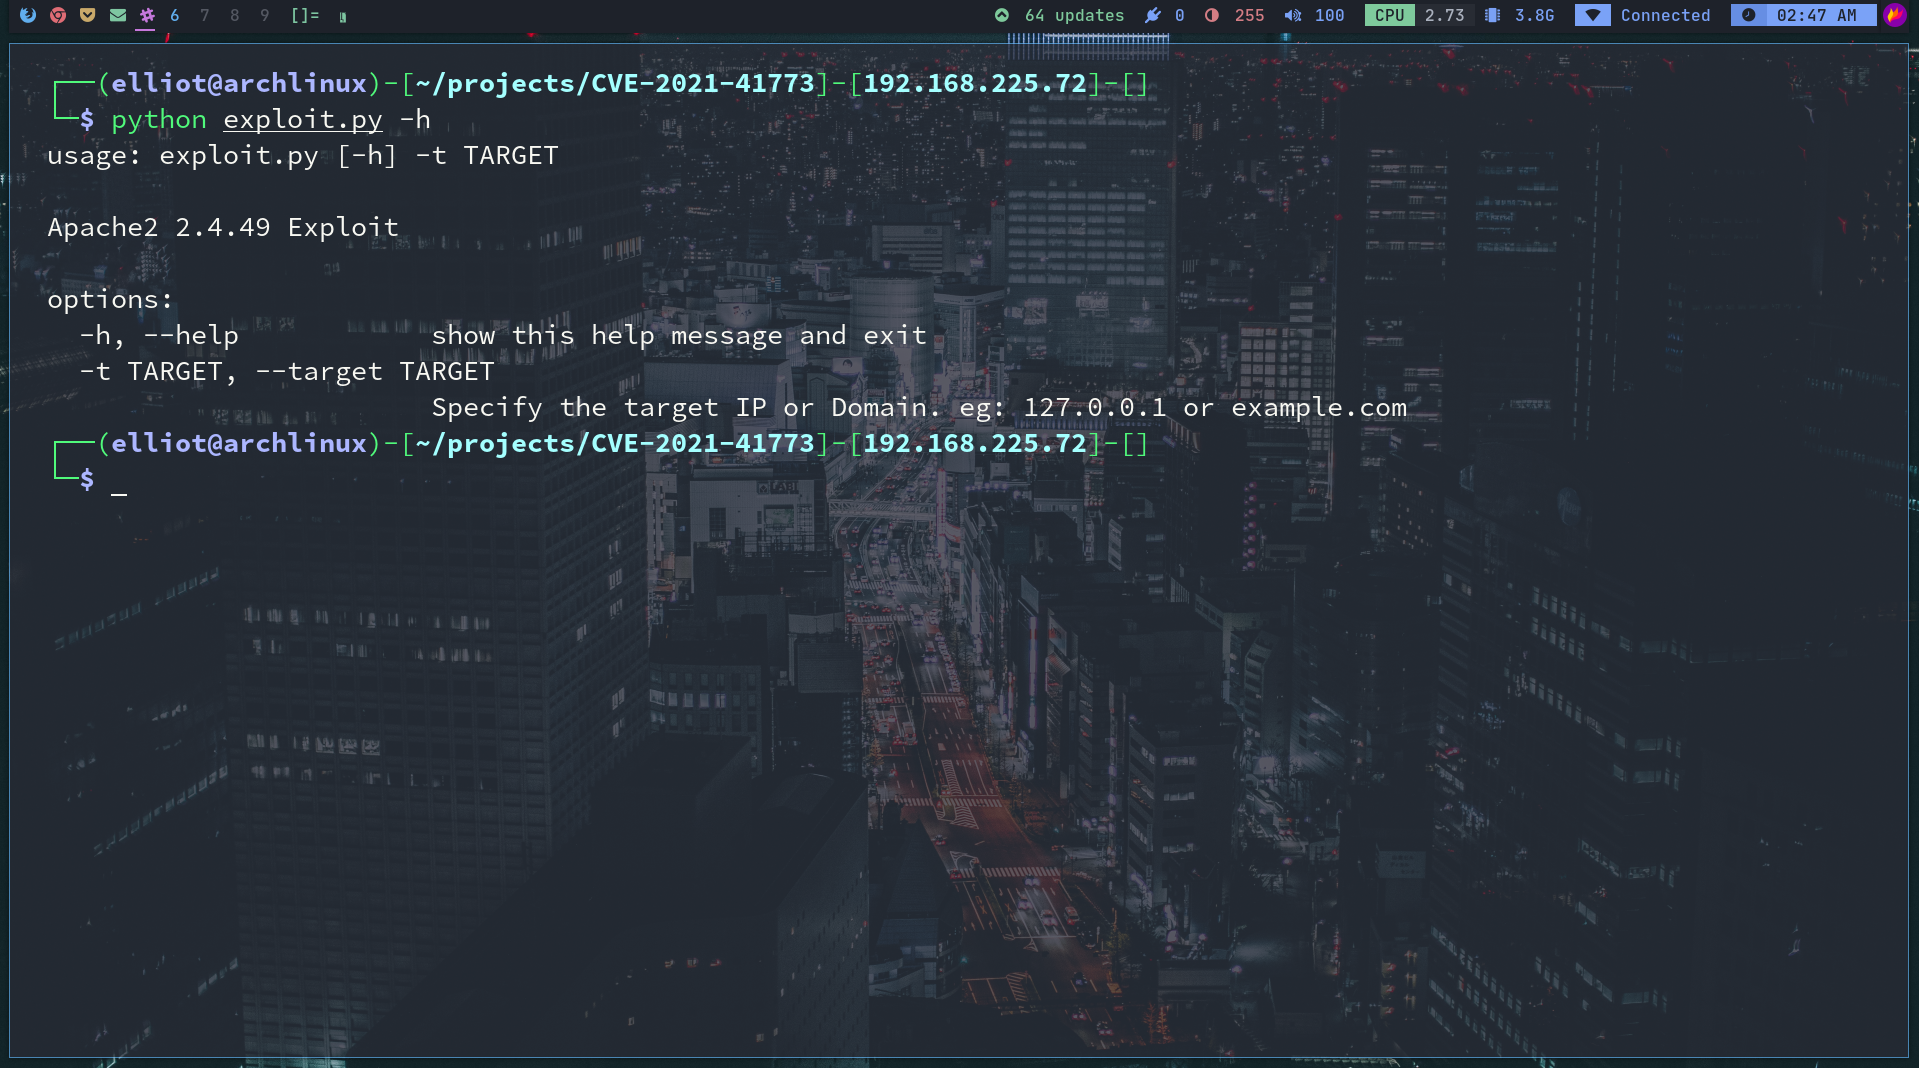 6 7 8 9 []= 64 updates 0 255 100 CPU 2.73 3.8G Connected 02:47 AM
┌──(elliot@archlinux)-[~/projects/CVE-2021-41773]-[192.168.225.72]-[]
└─$ python exploit.py -h
usage: exploit.py [-h] -t TARGET
Apache2 2.4.49 Exploit
options:
-h, --help show this help message and exit
-t TARGET, --target TARGET
Specify the target IP or Domain. eg: 127.0.0.1 or example.com
┌──(elliot@archlinux)-[~/projects/CVE-2021-41773]-[192.168.225.72]-[]
└─$ _